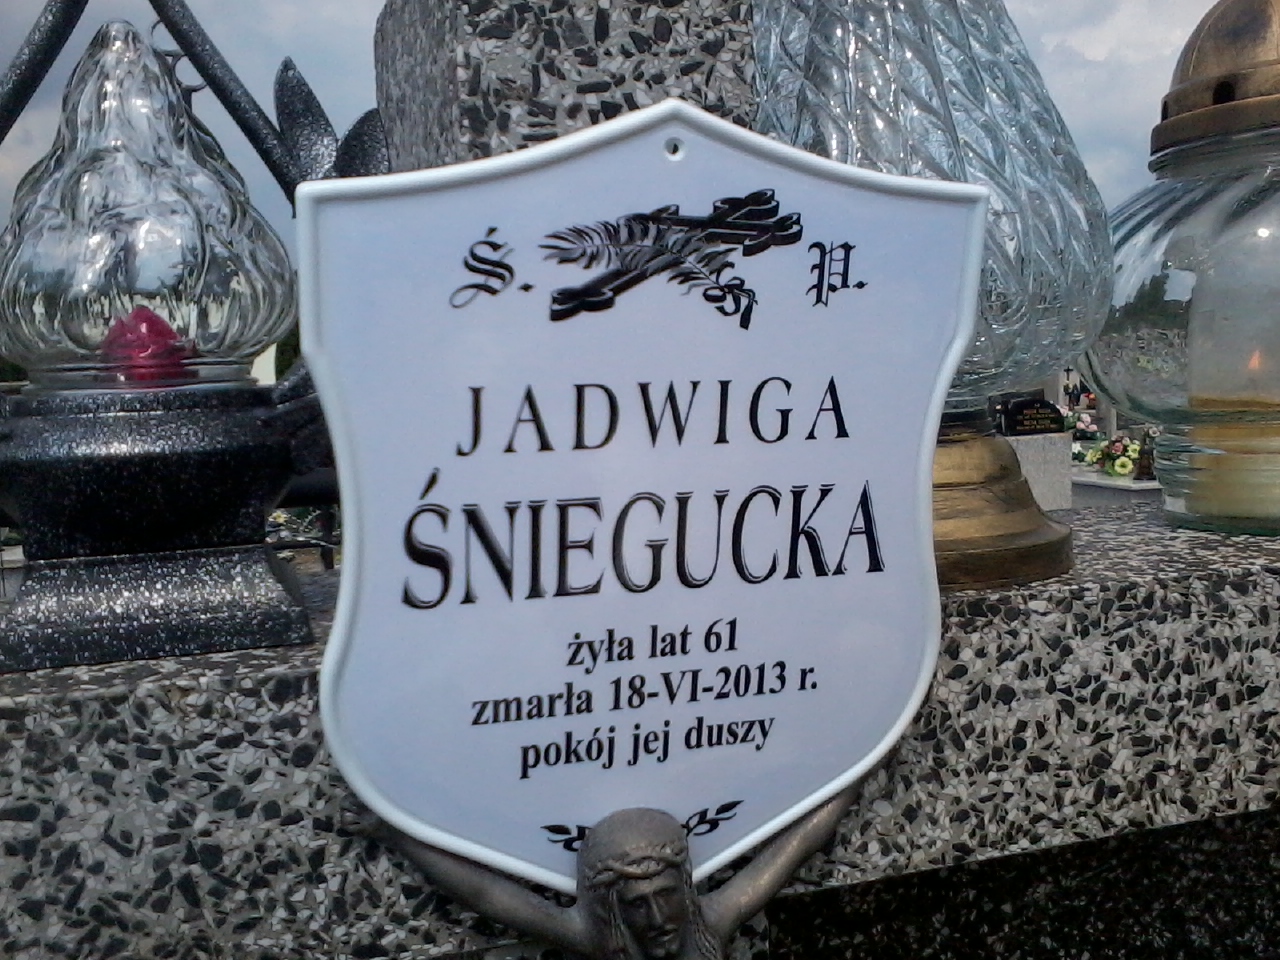 Ś. P.
JADWIGA
ŚNIEGUCKA
żyła lat 61
zmarła 18-VI-2013 r.
pokój jej duszy